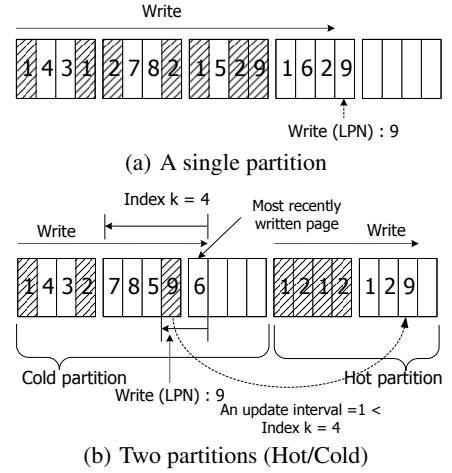 Write
1 4 3 1 2 7 8 2 1 5 2 9 1 6 2 9
Write (LPN) : 9
(a) A single partition
Index k = 4
Most recently
written page
Write
Write
1 4 3 2 7 8 5 9 6 1 2 1 2 1 2 9
Cold partition
Hot partition
Write (LPN) : 9
An update interval =1 <
Index k = 4
(b) Two partitions (Hot/Cold)